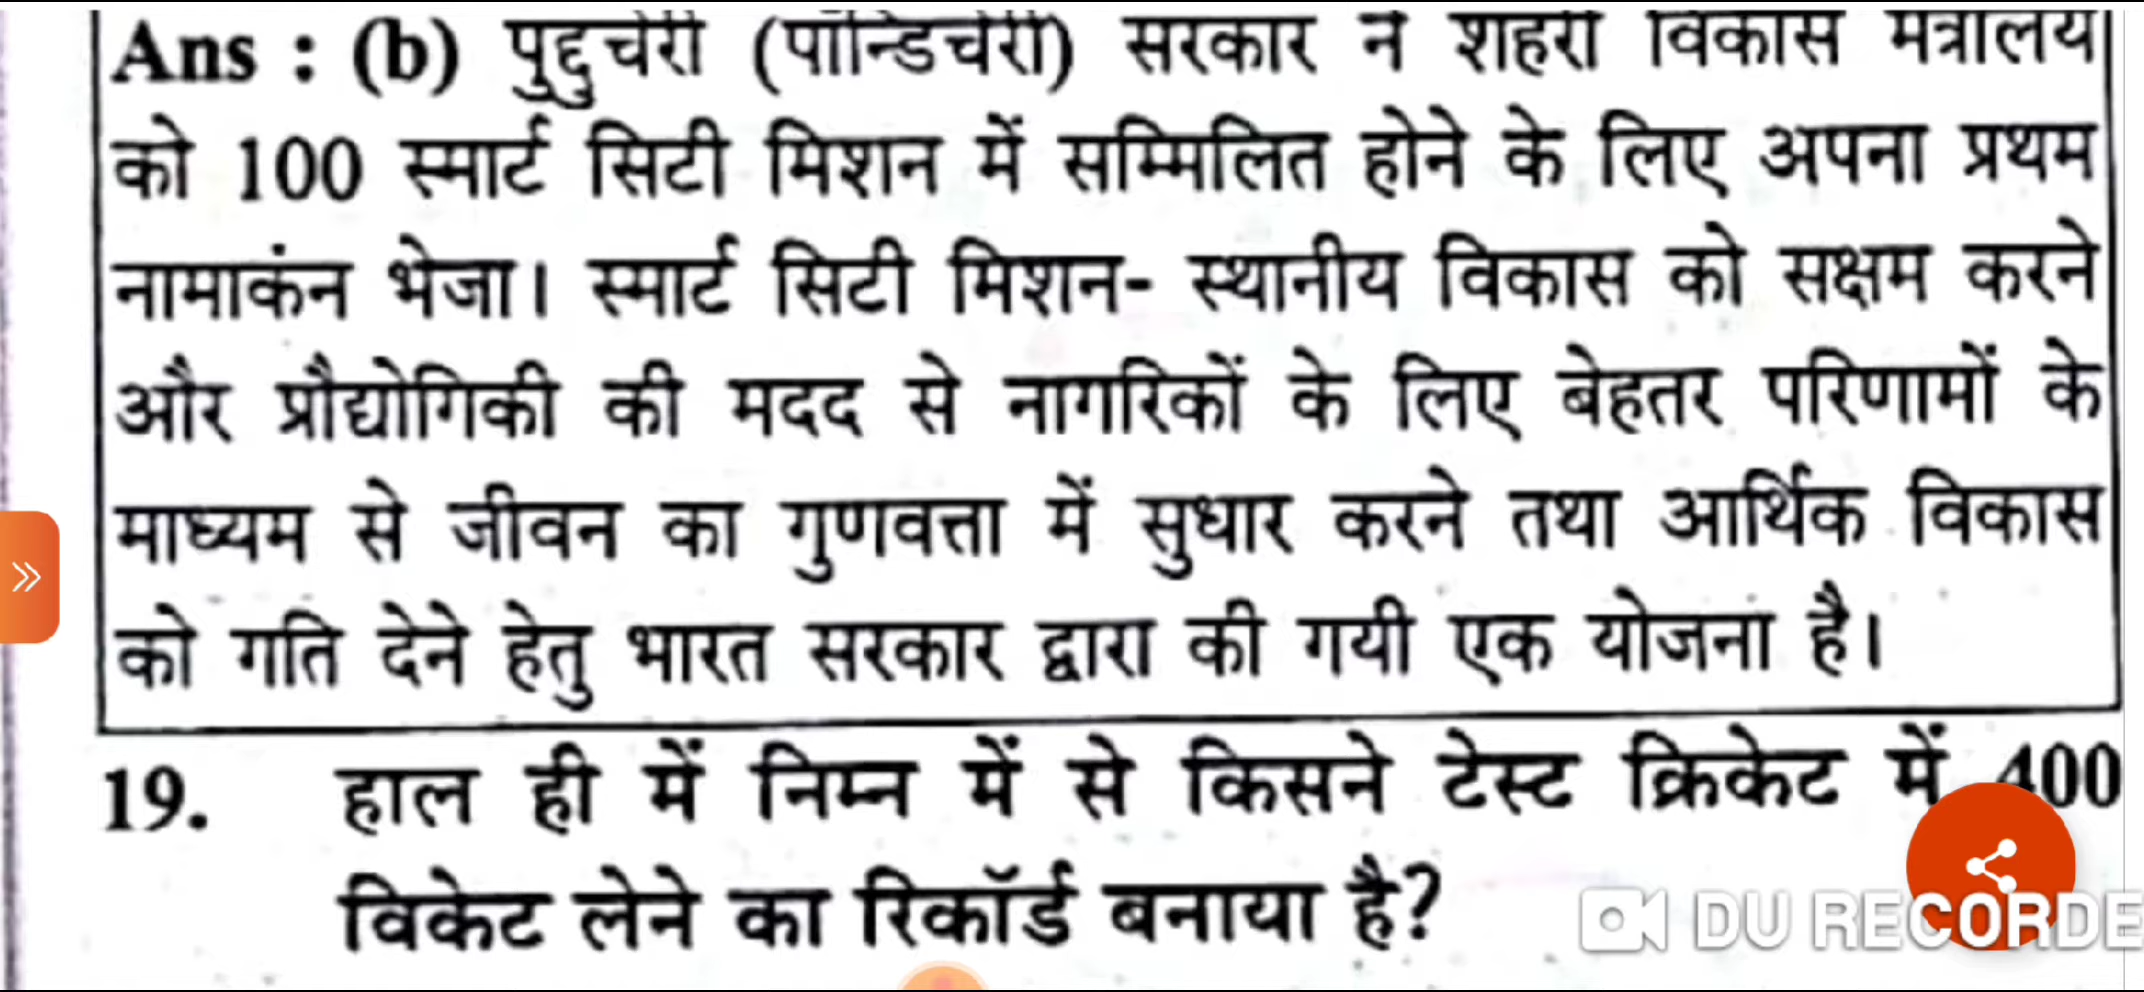 Ans : (b) पुद्दुचेरी (पॉन्डिचेरी) सरकार ने शहरी विकास मंत्रालय
को 100 स्मार्ट सिटी मिशन में सम्मिलित होने के लिए अपना प्रथम
नामाकंन भेजा। स्मार्ट सिटी मिशन- स्थानीय विकास को सक्षम करने
और प्रौद्योगिकी की मदद से नागरिकों के लिए बेहतर परिणामों के
माध्यम से जीवन का गुणवत्ता में सुधार करने तथा आर्थिक विकास
को गति देने हेतु भारत सरकार द्वारा की गयी एक योजना है।
19. हाल ही में निम्न में से किसने टेस्ट क्रिकेट में 400
विकेट लेने का रिकॉर्ड बनाया है?
DU RECORDE